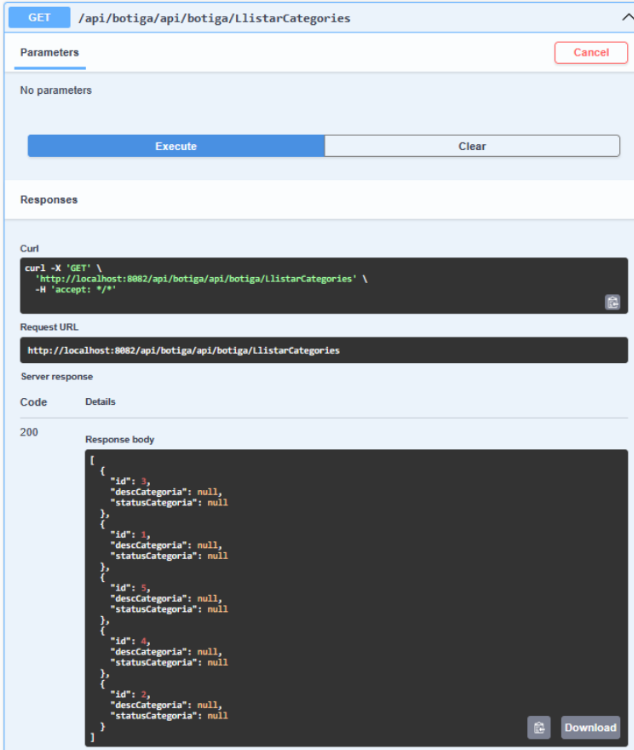 GET /api/botiga/api/botiga/LlistarCategories
Parameters
Cancel
No parameters
Execute
Clear
Responses
Curl
curl -X 'GET' \
  'http://localhost:8082/api/botiga/api/botiga/LlistarCategories' \
  -H 'accept: */*'
Request URL
http://localhost:8082/api/botiga/api/botiga/LlistarCategories
Server response
Code Details
200
Response body
[
  {
    "id": 3,
    "descCategoria": null,
    "statusCategoria": null
  },
  {
    "id": 1,
    "descCategoria": null,
    "statusCategoria": null
  },
  {
    "id": 5,
    "descCategoria": null,
    "statusCategoria": null
  },
  {
    "id": 4,
    "descCategoria": null,
    "statusCategoria": null
  },
  {
    "id": 2,
    "descCategoria": null,
    "statusCategoria": null
  }
]
Download